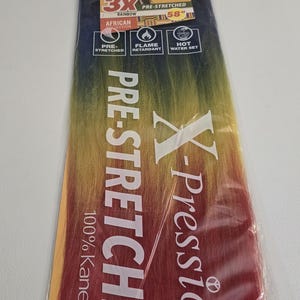 3X
PRE-STRETCHED
RAINBOW
58"
AFRICAN
PRE-
STRETCHED
FLAME
RETARDANT
HOT
WATER SET
X-Pressio
PRE-STRETCH
100% Kane